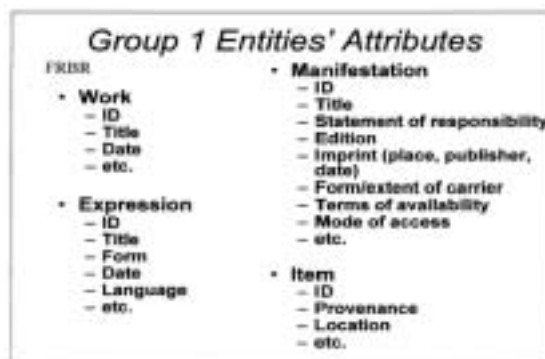 Group 1 Entities' Attributes
FRBR
• Work
– ID
– Title
– Date
– etc.
• Expression
– ID
– Title
– Form
– Date
– Language
– etc.
• Manifestation
– ID
– Title
– Statement of responsibility
– Edition
– Imprint (place, publisher,
date)
– Form/extent of carrier
– Terms of availability
– Mode of access
– etc.
• Item
– ID
– Provenance
– Location
– etc.